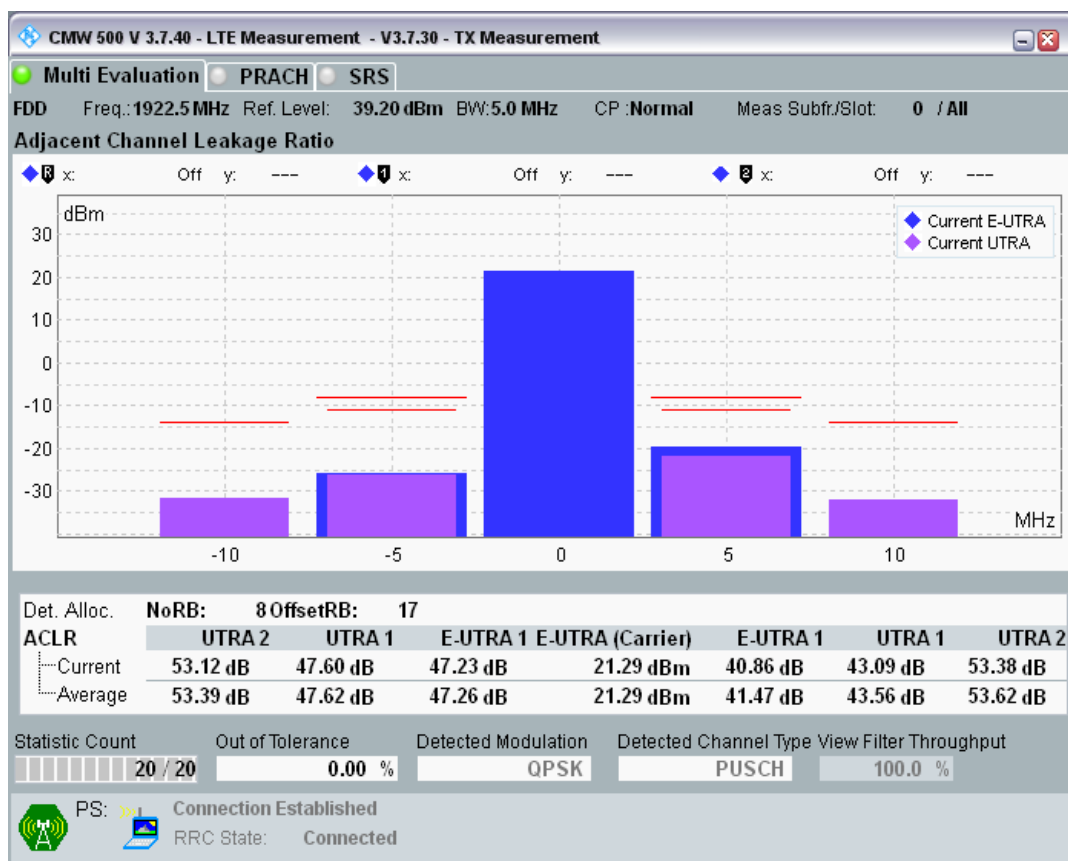 CMW 500 V 3.7.40 - LTE Measurement - V3.7.30 - TX Measurement
Multi Evaluation PRACH SRS
FDD Freq.: 1922.5 MHz Ref. Level: 39.20 dBm BW: 5.0 MHz CP : Normal Meas Subfr./Slot: 0 / All
Adjacent Channel Leakage Ratio
R x: Off y: --- 1 x: Off y: --- 2 x: Off y: ---
dBm
Current E-UTRA
Current UTRA
30
20
10
0
-10
-20
-30
MHz
-10 -5 0 5 10
Det. Alloc. NoRB: 8 OffsetRB: 17
ACLR UTRA 2 UTRA 1 E-UTRA 1 E-UTRA (Carrier) E-UTRA 1 UTRA 1 UTRA 2
Current 53.12 dB 47.60 dB 47.23 dB 21.29 dBm 40.86 dB 43.09 dB 53.38 dB
Average 53.39 dB 47.62 dB 47.26 dB 21.29 dBm 41.47 dB 43.56 dB 53.62 dB
Statistic Count Out of Tolerance Detected Modulation Detected Channel Type View Filter Throughput
20 / 20 0.00 % QPSK PUSCH 100.0 %
PS: Connection Established
RRC State: Connected